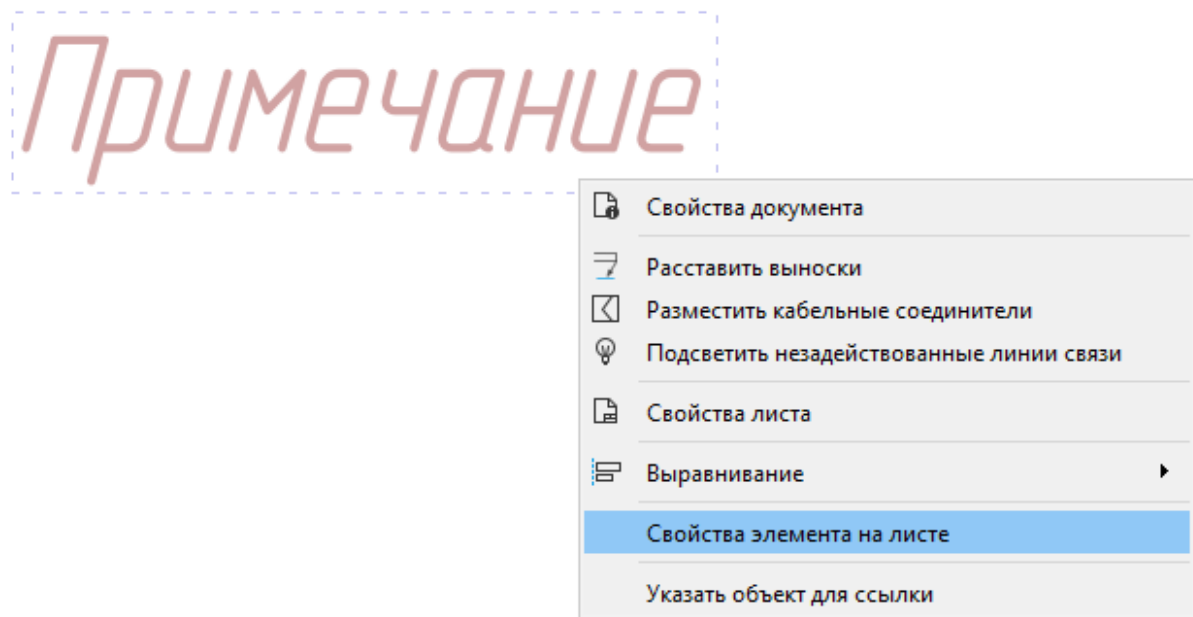 Примечание
Свойства документа
Расставить выноски
Разместить кабельные соединители
Подсветить незадействованные линии связи
Свойства листа
Выравнивание
Свойства элемента на листе
Указать объект для ссылки